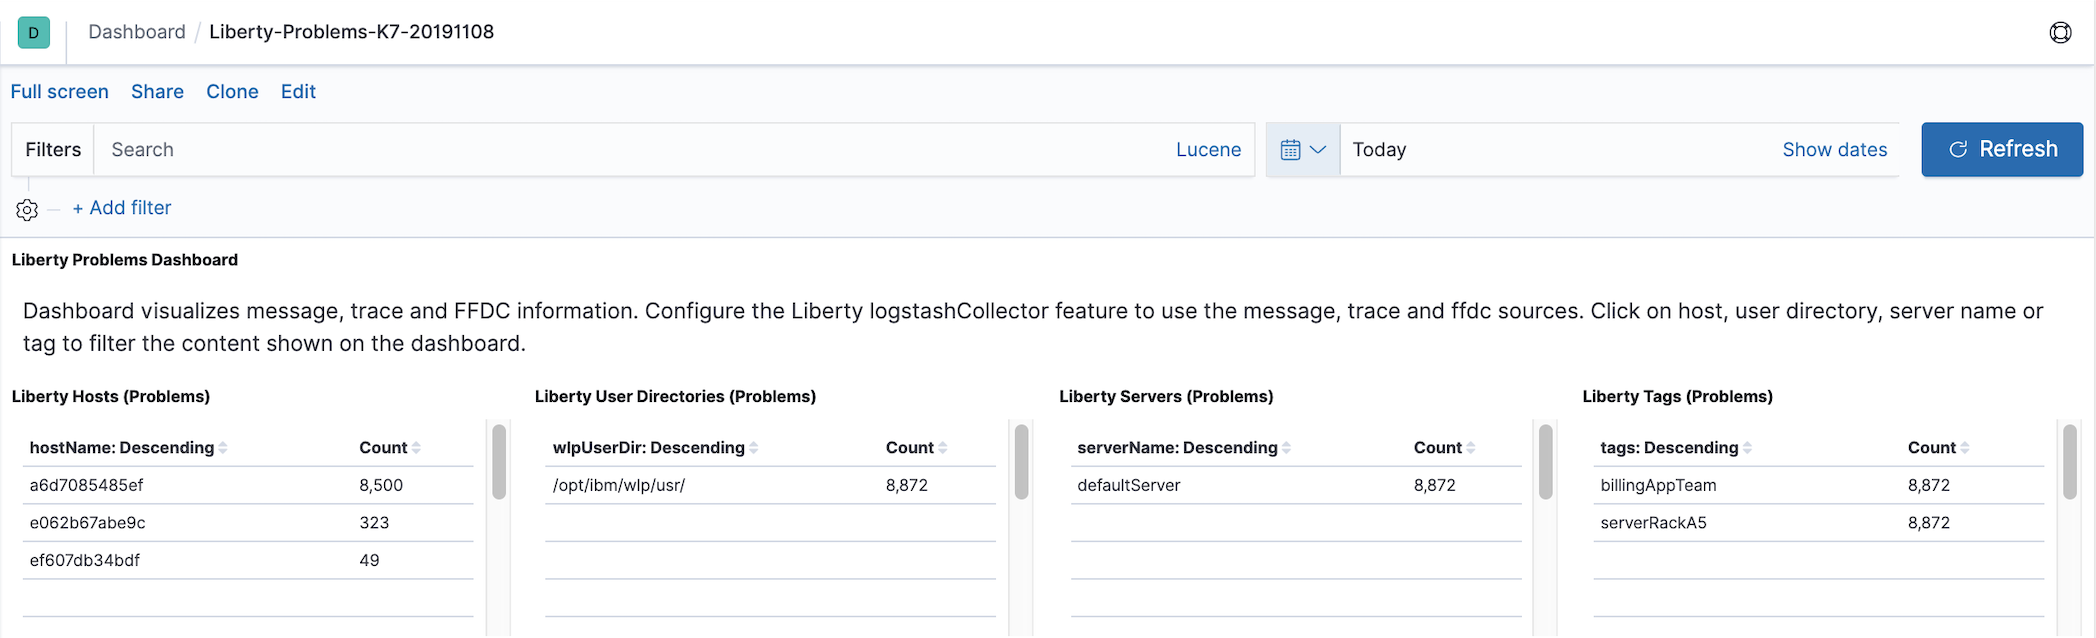 D Dashboard / Liberty-Problems-K7-20191108
Full screen Share Clone Edit
Filters Search Lucene Today Show dates Refresh
+ Add filter
Liberty Problems Dashboard
Dashboard visualizes message, trace and FFDC information. Configure the Liberty logstashCollector feature to use the message, trace and ffdc sources. Click on host, user directory, server name or
tag to filter the content shown on the dashboard.
Liberty Hosts (Problems)
hostName: Descending Count
a6d7085485ef 8,500
e062b67abe9c 323
ef607db34bdf 49
Liberty User Directories (Problems)
wlpUserDir: Descending Count
/opt/ibm/wlp/usr/ 8,872
Liberty Servers (Problems)
serverName: Descending Count
defaultServer 8,872
Liberty Tags (Problems)
tags: Descending Count
billingAppTeam 8,872
serverRackA5 8,872